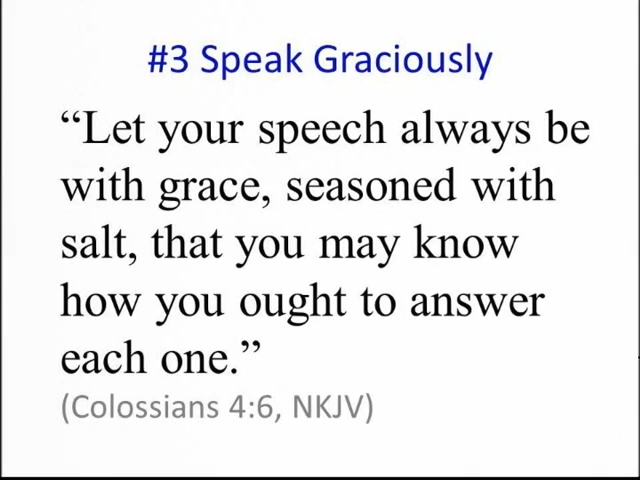 #3 Speak Graciously
“Let your speech always be
with grace, seasoned with
salt, that you may know
how you ought to answer
each one.”
(Colossians 4:6, NKJV)